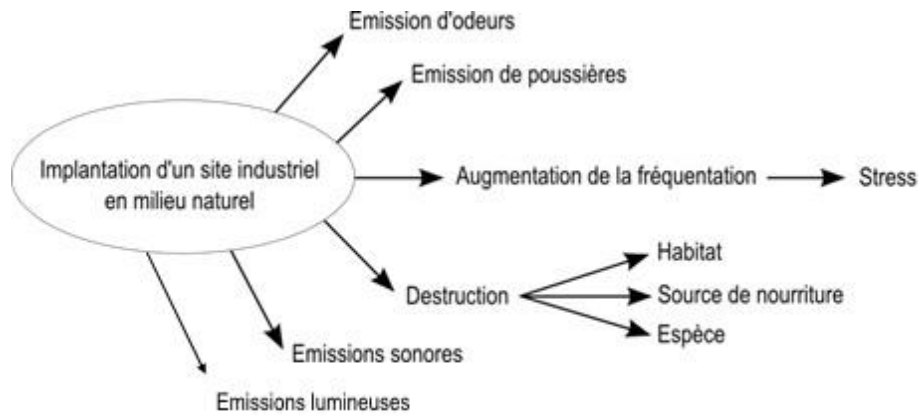 Emission d'odeurs
Emission de poussières
Implantation d'un site industriel
en milieu naturel
Augmentation de la fréquentation
Stress
Destruction
Habitat
Source de nourriture
Espèce
Emissions sonores
Emissions lumineuses